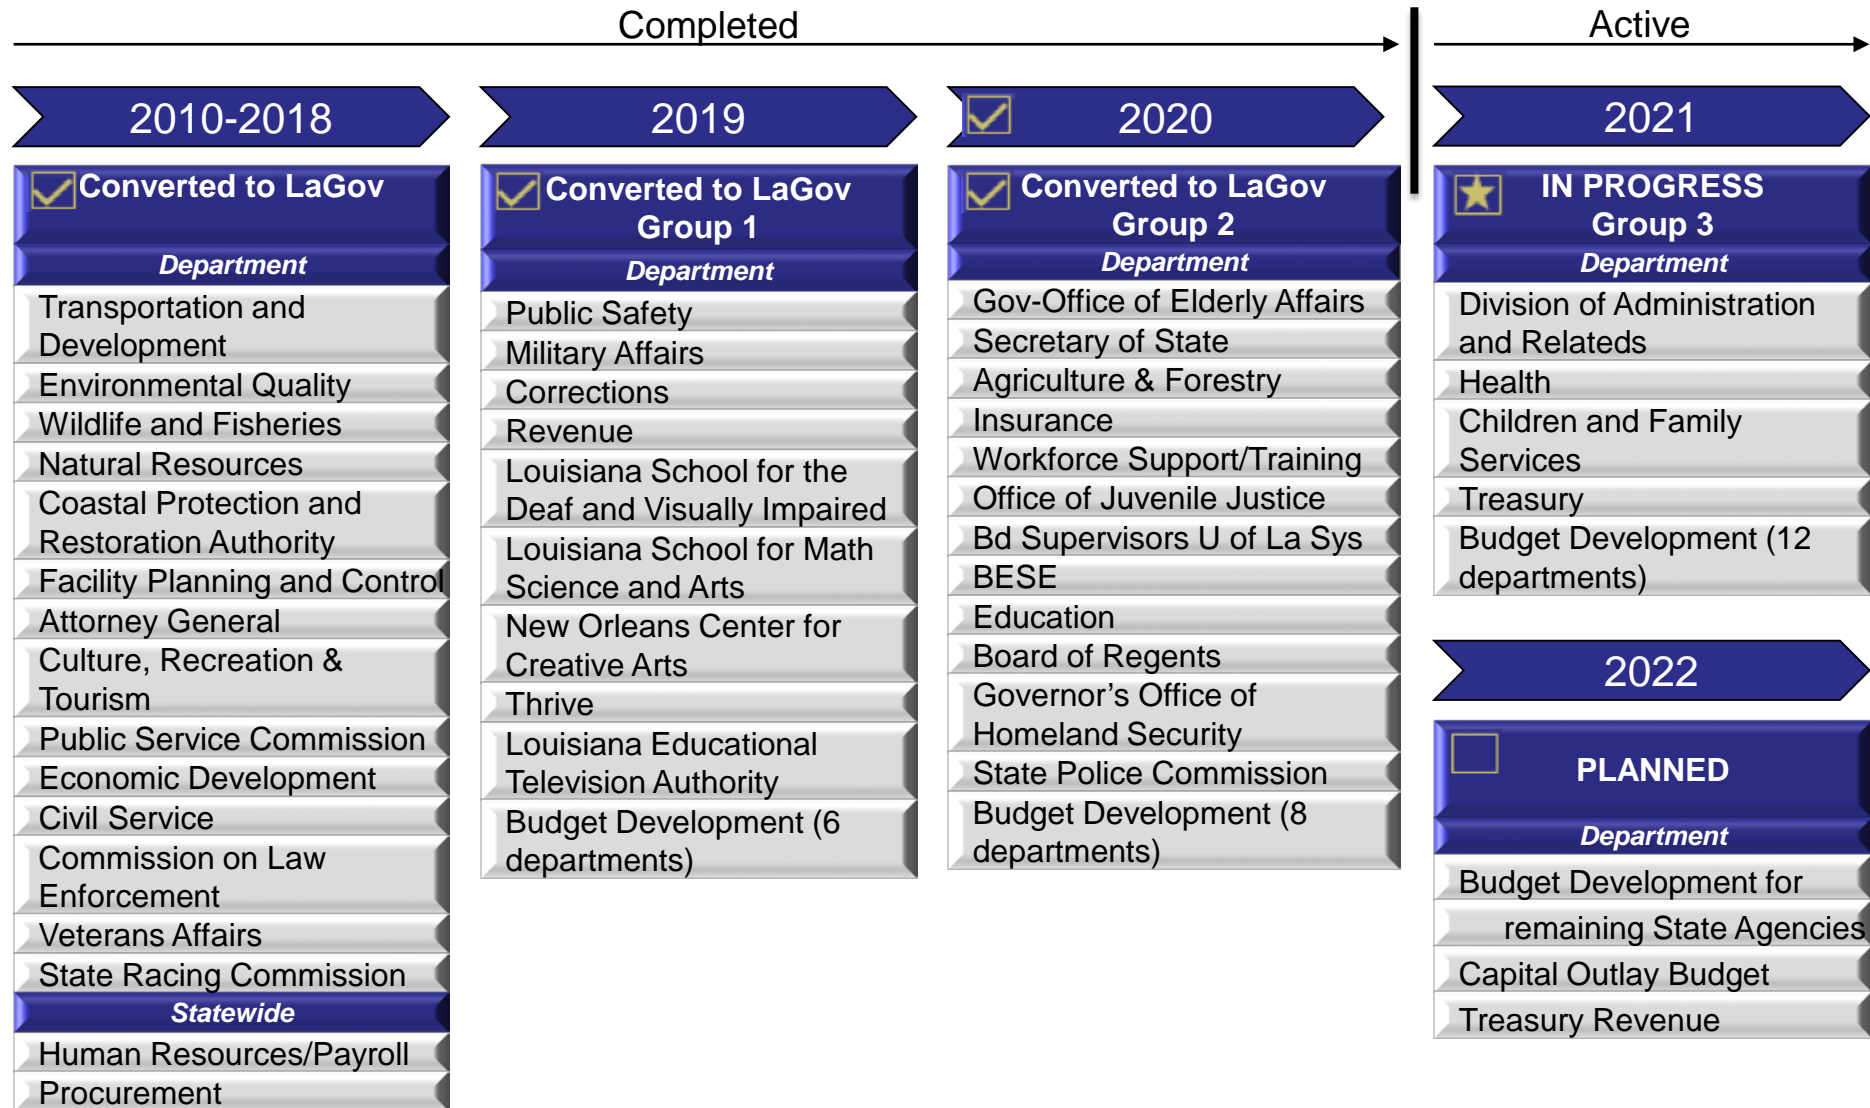 Completed
Active
2010-2018
Converted to LaGov
Department
Transportation and
Development
Environmental Quality
Wildlife and Fisheries
Natural Resources
Coastal Protection and
Restoration Authority
Facility Planning and Control
Attorney General
Culture, Recreation &
Tourism
Public Service Commission
Economic Development
Civil Service
Commission on Law
Enforcement
Veterans Affairs
State Racing Commission
Statewide
Human Resources/Payroll
Procurement
2019
Converted to LaGov
Group 1
Department
Public Safety
Military Affairs
Corrections
Revenue
Louisiana School for the
Deaf and Visually Impaired
Louisiana School for Math
Science and Arts
New Orleans Center for
Creative Arts
Thrive
Louisiana Educational
Television Authority
Budget Development (6
departments)
2020
Converted to LaGov
Group 2
Department
Gov-Office of Elderly Affairs
Secretary of State
Agriculture & Forestry
Insurance
Workforce Support/Training
Office of Juvenile Justice
Bd Supervisors U of La Sys
BESE
Education
Board of Regents
Governor’s Office of
Homeland Security
State Police Commission
Budget Development (8
departments)
2021
IN PROGRESS
Group 3
Department
Division of Administration
and Relateds
Health
Children and Family
Services
Treasury
Budget Development (12
departments)
2022
PLANNED
Department
Budget Development for
remaining State Agencies
Capital Outlay Budget
Treasury Revenue